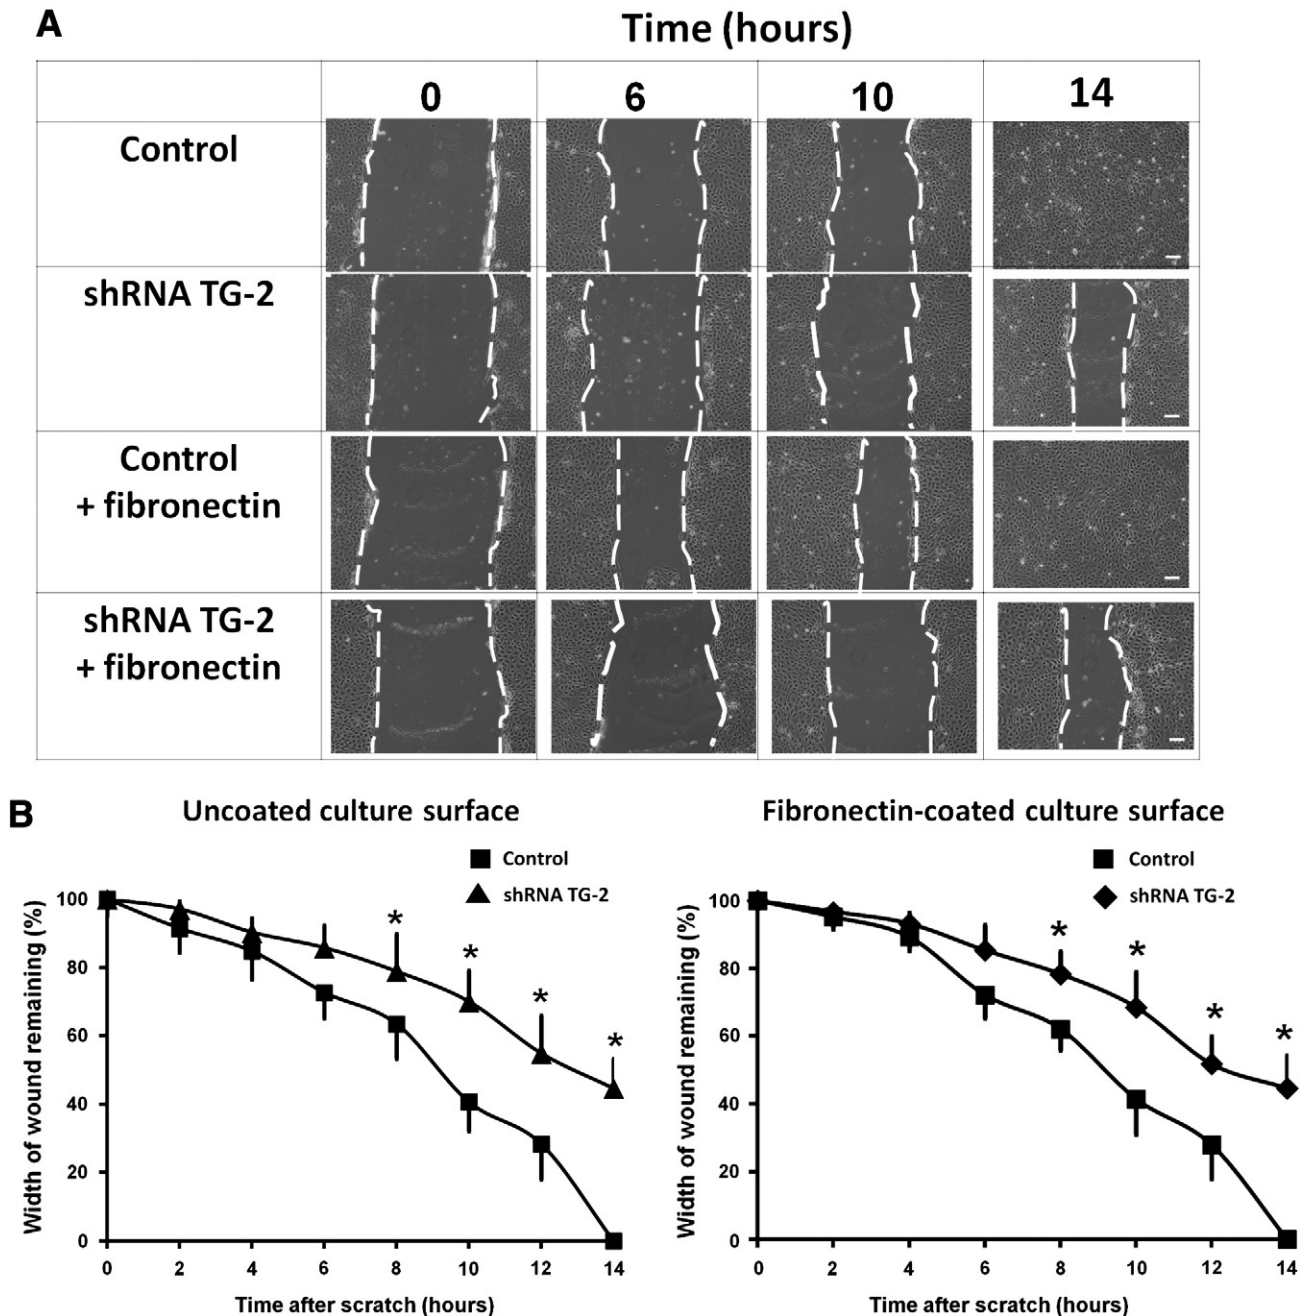 A
Time (hours)
0 6 10 14
Control
shRNA TG-2
Control
+ fibronectin
shRNA TG-2
+ fibronectin
B
Uncoated culture surface
Control
shRNA TG-2
Width of wound remaining (%)
100
80
60
40
20
0
* * * *
0 2 4 6 8 10 12 14
Time after scratch (hours)
Fibronectin-coated culture surface
Control
shRNA TG-2
Width of wound remaining (%)
100
80
60
40
20
0
* * * *
0 2 4 6 8 10 12 14
Time after scratch (hours)